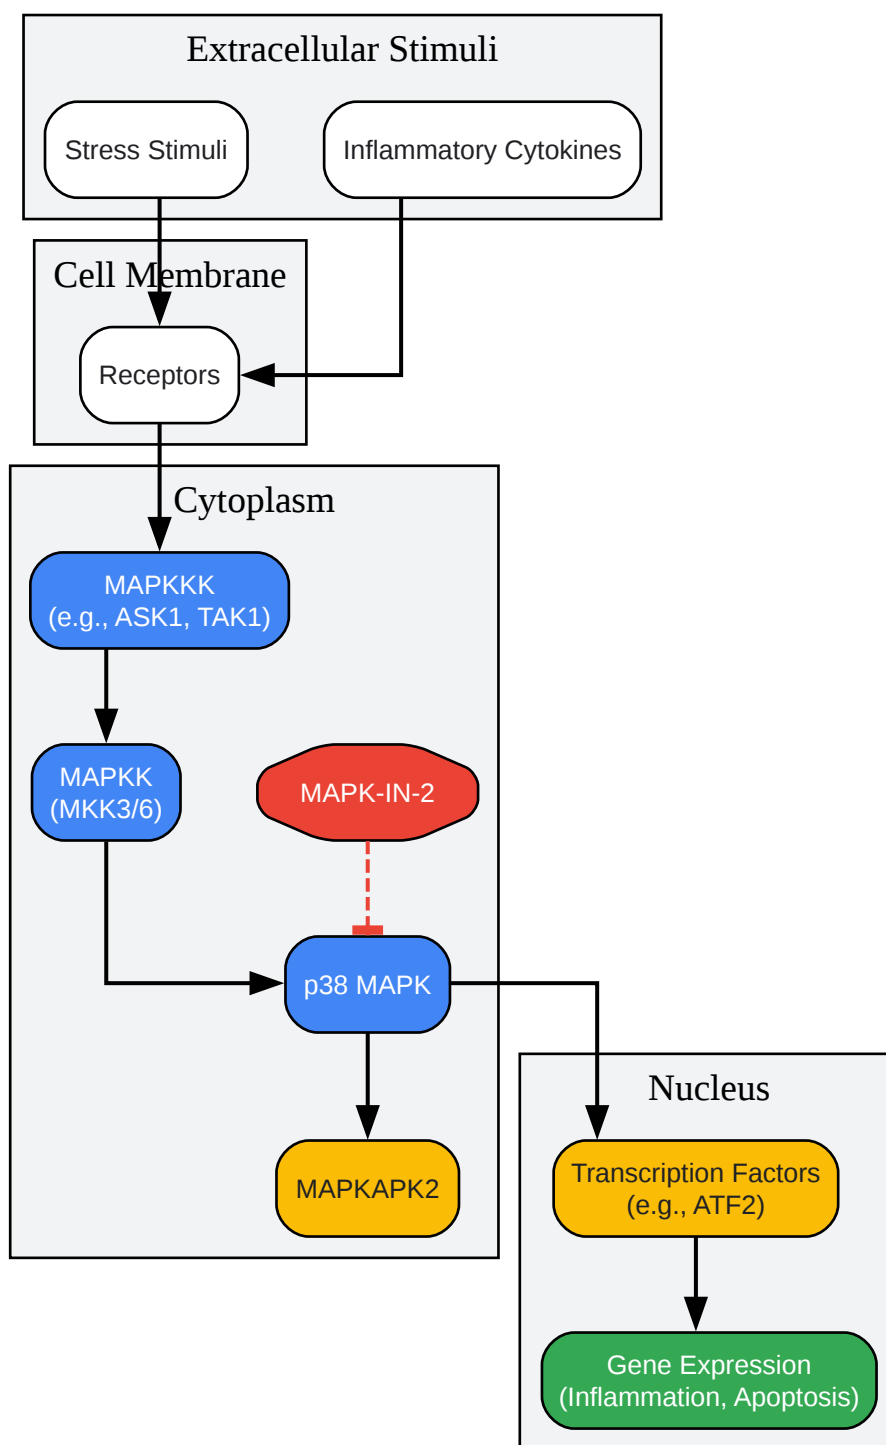 Extracellular Stimuli
Stress Stimuli
Inflammatory Cytokines
Cell Membrane
Receptors
Cytoplasm
MAPKKK
(e.g., ASK1, TAK1)
MAPKK
(MKK3/6)
MAPK-IN-2
p38 MAPK
MAPKAPK2
Nucleus
Transcription Factors
(e.g., ATF2)
Gene Expression
(Inflammation, Apoptosis)